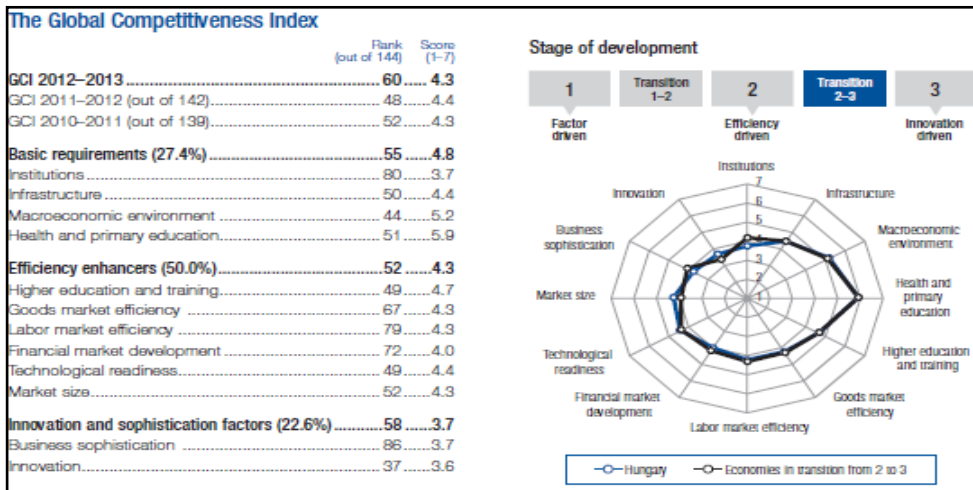 The Global Competitiveness Index
Rank Score
(out of 144) (1–7)
GCI 2012–2013 60 4.3
GCI 2011–2012 (out of 142) 48 4.4
GCI 2010–2011 (out of 139) 52 4.3
Basic requirements (27.4%) 55 4.8
Institutions 80 3.7
Infrastructure 50 4.4
Macroeconomic environment 44 5.2
Health and primary education 51 5.9
Efficiency enhancers (50.0%) 52 4.3
Higher education and training 49 4.7
Goods market efficiency 67 4.3
Labor market efficiency 79 4.3
Financial market development 72 4.0
Technological readiness 49 4.4
Market size 52 4.3
Innovation and sophistication factors (22.6%) 58 3.7
Business sophistication 86 3.7
Innovation 37 3.6
Stage of development
1
Transition
1–2
2
Transition
2–3
3
Factor
driven
Efficiency
driven
Innovation
driven
Institutions
Infrastructure
Macroeconomic
environment
Health and
primary
education
Higher education
and training
Goods market
efficiency
Labor market efficiency
Financial market
development
Technological
readiness
Market size
Business
sophistication
Innovation
7
6
5
4
3
2
1
Hungary
Economies in transition from 2 to 3